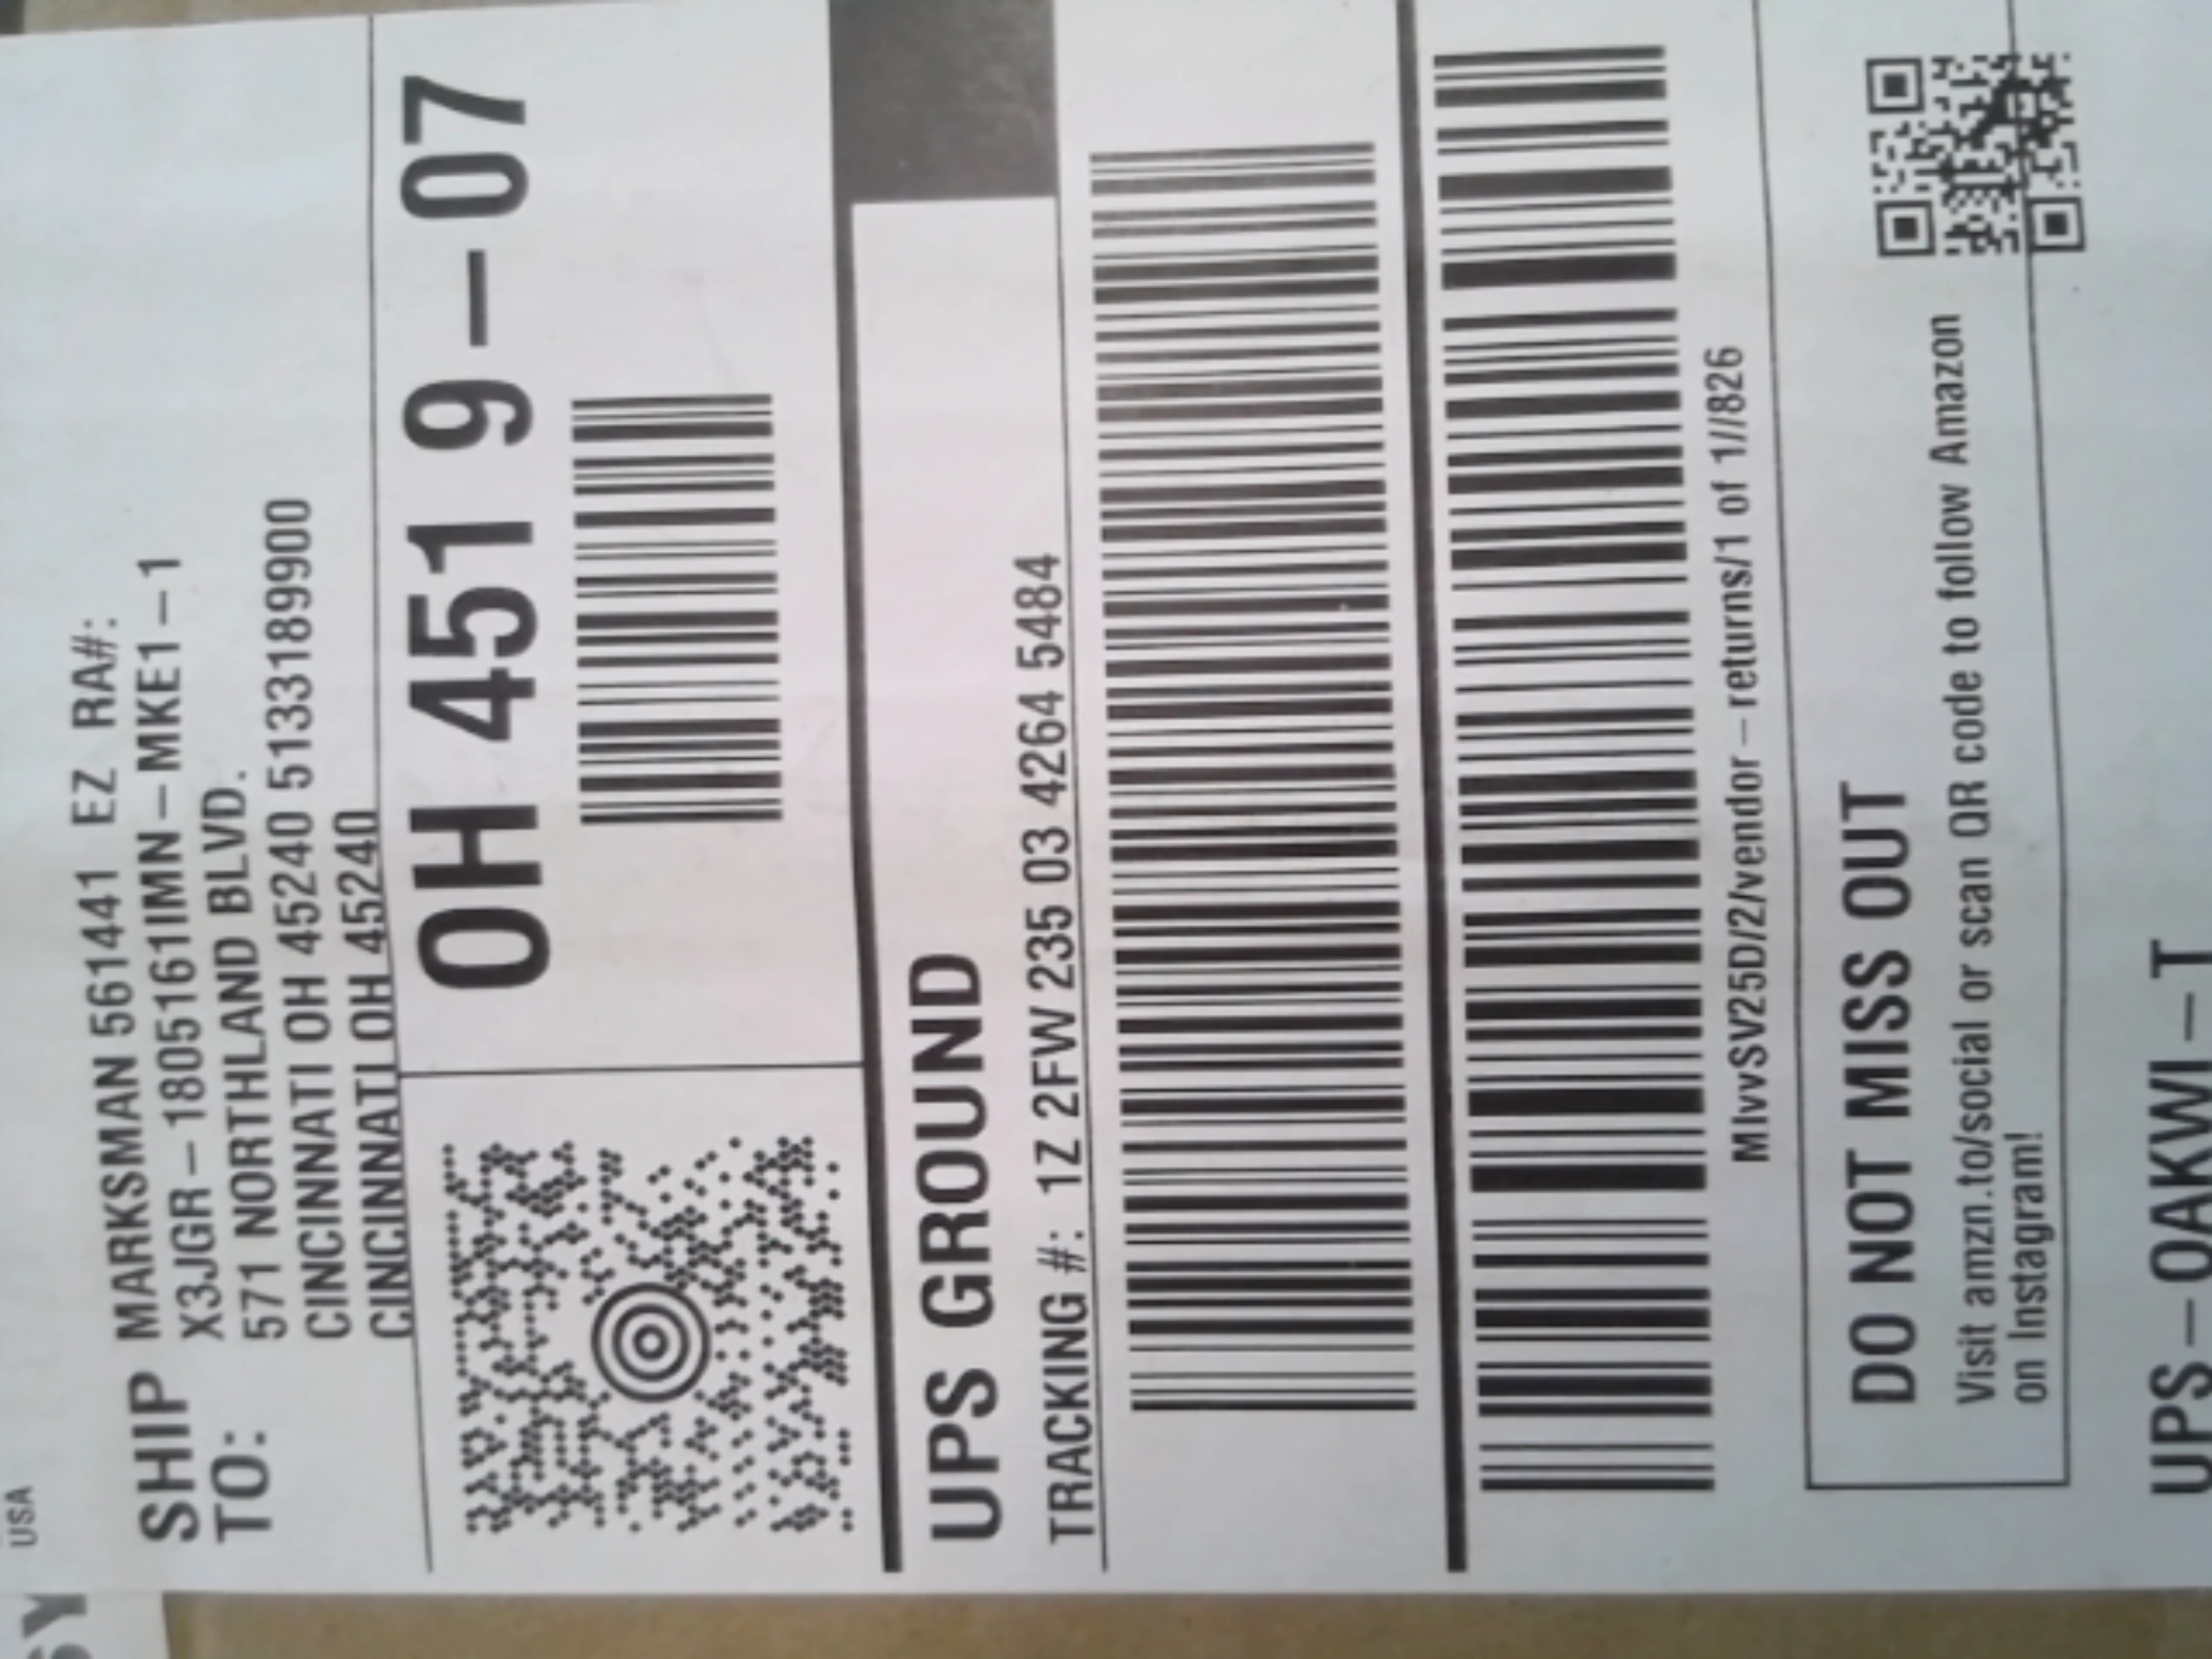 USA
SHIP TO:
MARKSMAN 561441 EZ RA#:
X3JGR-1805161IMN-MKE1-1
571 NORTHLAND BLVD.
CINCINNATI OH 45240 5133189900
CINCINNATI OH 45240
OH 451 9-07
UPS GROUND
TRACKING #: 1Z 2FW 235 03 4264 5484
MIvvSV25D/2/vendor-returns/1 of 1//826
DO NOT MISS OUT
Visit amzn.to/social or scan QR code to follow Amazon
on Instagram!
UPS-OAKWI-T